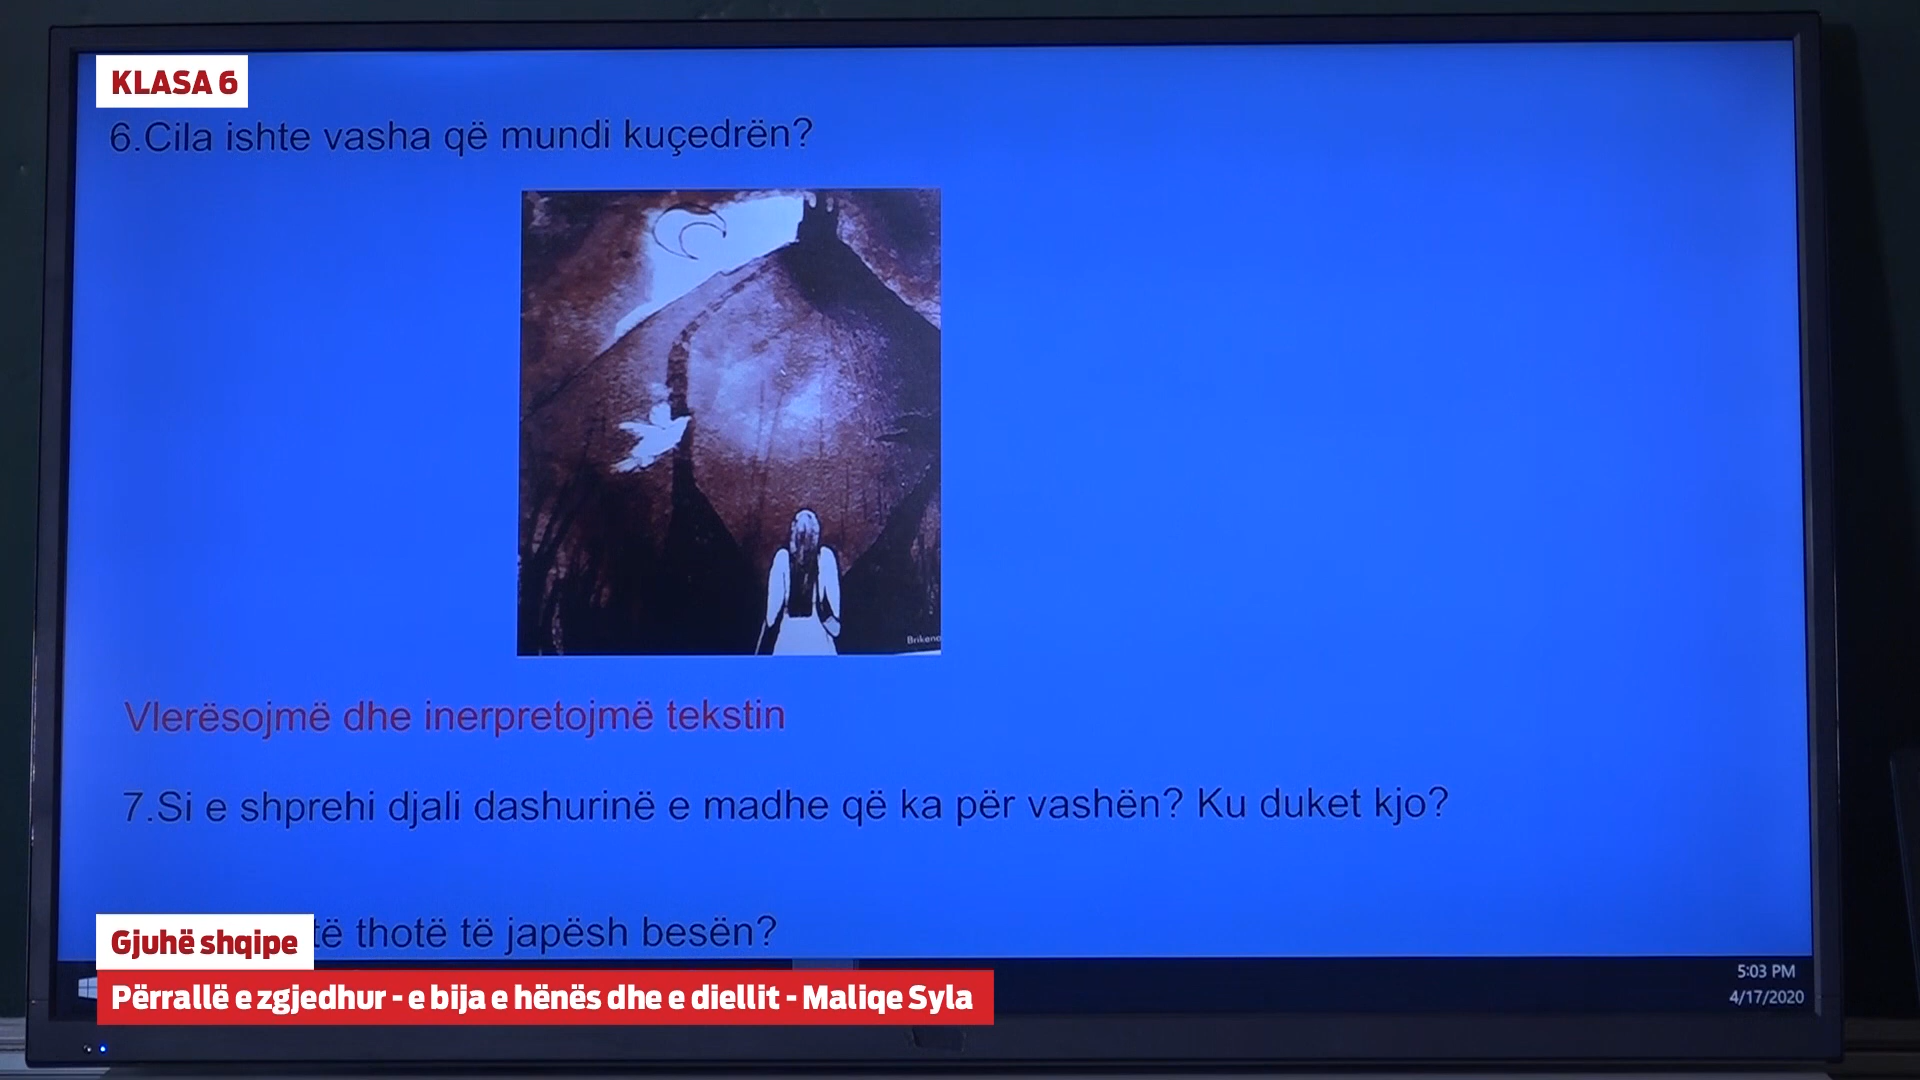 KLASA 6
6.Cila ishte vasha që mundi kuçedrën?
Vlerësojmë dhe inerpretojmë tekstin
7.Si e shprehi djali dashurinë e madhe që ka për vashën? Ku duket kjo?
të thotë të japësh besën?
Gjuhë shqipe
Përrallë e zgjedhur - e bija e hënës dhe e diellit - Maliqe Syla
5:03 PM
4/17/2020